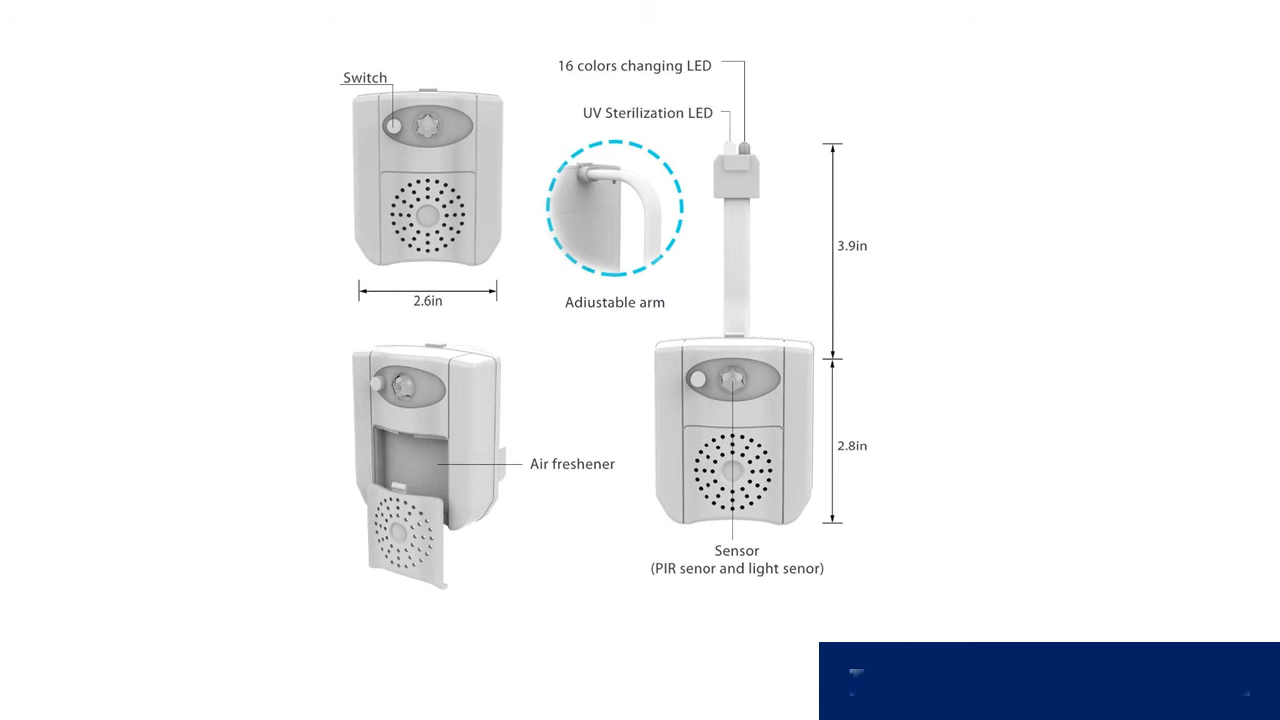 Switch
16 colors changing LED
UV Sterilization LED
2.6in
Adiustable arm
3.9in
2.8in
Air freshener
Sensor
(PIR senor and light senor)